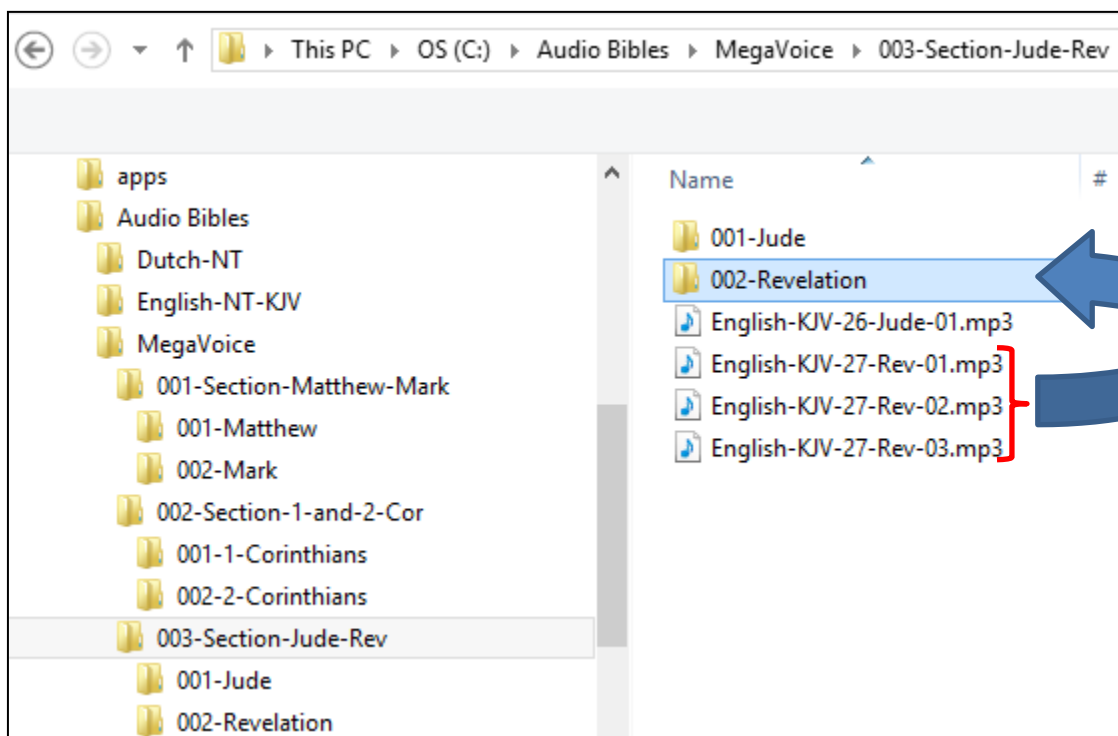 This PC OS (C:) Audio Bibles MegaVoice 003-Section-Jude-Rev
apps
Audio Bibles
Dutch-NT
English-NT-KJV
MegaVoice
001-Section-Matthew-Mark
001-Matthew
002-Mark
002-Section-1-and-2-Cor
001-1-Corinthians
002-2-Corinthians
003-Section-Jude-Rev
001-Jude
002-Revelation
Name #
001-Jude
002-Revelation
English-KJV-26-Jude-01.mp3
English-KJV-27-Rev-01.mp3
English-KJV-27-Rev-02.mp3
English-KJV-27-Rev-03.mp3